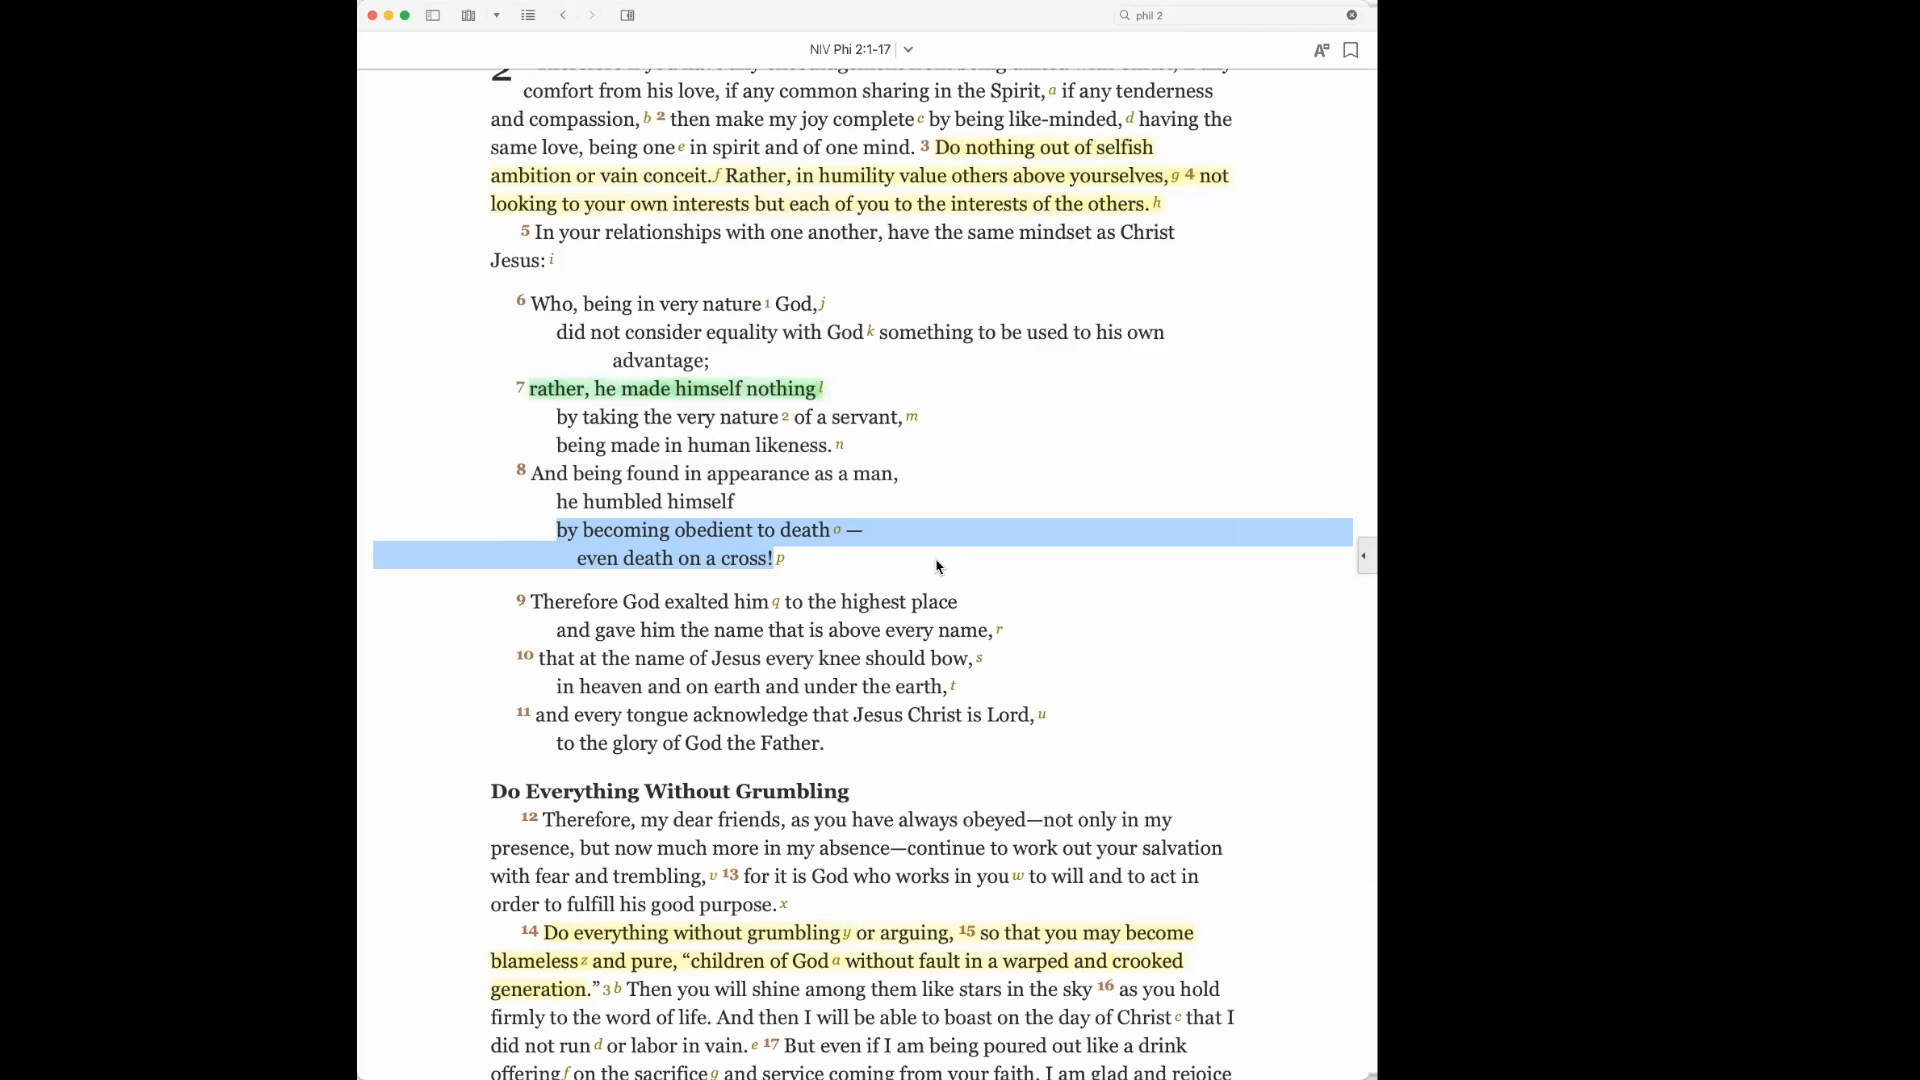 phil 2
NIV Phi 2:1-17
2
comfort from his love, if any common sharing in the Spirit, a if any tenderness
and compassion, b 2 then make my joy complete c by being like-minded, d having the
same love, being one e in spirit and of one mind. 3 Do nothing out of selfish
ambition or vain conceit. f Rather, in humility value others above yourselves, g 4 not
looking to your own interests but each of you to the interests of the others. h
5 In your relationships with one another, have the same mindset as Christ
Jesus: i
6 Who, being in very nature 1 God, j
did not consider equality with God k something to be used to his own
advantage;
7 rather, he made himself nothing l
by taking the very nature 2 of a servant, m
being made in human likeness. n
8 And being found in appearance as a man,
he humbled himself
by becoming obedient to death o —
even death on a cross! p
9 Therefore God exalted him q to the highest place
and gave him the name that is above every name, r
10 that at the name of Jesus every knee should bow, s
in heaven and on earth and under the earth, t
11 and every tongue acknowledge that Jesus Christ is Lord, u
to the glory of God the Father.
Do Everything Without Grumbling
12 Therefore, my dear friends, as you have always obeyed—not only in my
presence, but now much more in my absence—continue to work out your salvation
with fear and trembling, v 13 for it is God who works in you w to will and to act in
order to fulfill his good purpose. x
14 Do everything without grumbling y or arguing, 15 so that you may become
blameless z and pure, “children of God a without fault in a warped and crooked
generation.” 3 b Then you will shine among them like stars in the sky 16 as you hold
firmly to the word of life. And then I will be able to boast on the day of Christ c that I
did not run d or labor in vain. e 17 But even if I am being poured out like a drink
offering f on the sacrifice g and service coming from your faith, I am glad and rejoice